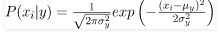 P(x_i|y) = \frac{1}{\sqrt{2\pi\sigma_y^2}} exp\left(-\frac{(x_i-\mu_y)^2}{2\sigma_y^2}\right)